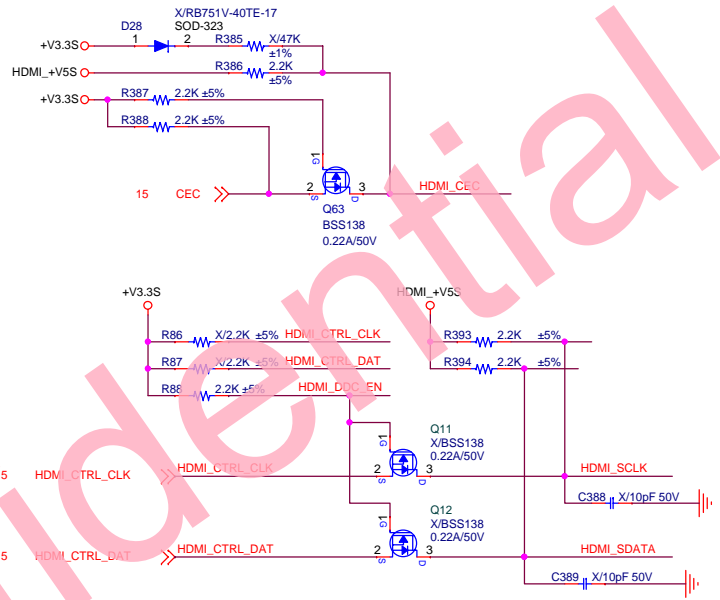 X/RB751V-40TE-17
D28 SOD-323
+V3.3S 1 2 R385 X/47K
±1%
HDMI_+V5S R386 2.2K
±5%
+V3.3S R387 2.2K ±5%
R388 2.2K ±5%
1
G
15 CEC 2 3 HDMI_CEC
S D
Q63
BSS138
0.22A/50V
+V3.3S HDMI_+V5S
R86 X/2.2K ±5% HDMI_CTRL_CLK R393 2.2K ±5%
R87 X/2.2K ±5% HDMI_CTRL_DAT R394 2.2K ±5%
R88 2.2K ±5% HDMI_DDC_EN
Q11
X/BSS138
0.22A/50V
1
G
5 HDMI_CTRL_CLK HDMI_CTRL_CLK 2 3 HDMI_SCLK
S D
C388 X/10pF 50V
Q12
X/BSS138
0.22A/50V
1
G
5 HDMI_CTRL_DAT HDMI_CTRL_DAT 2 3 HDMI_SDATA
S D
C389 X/10pF 50V
fidential